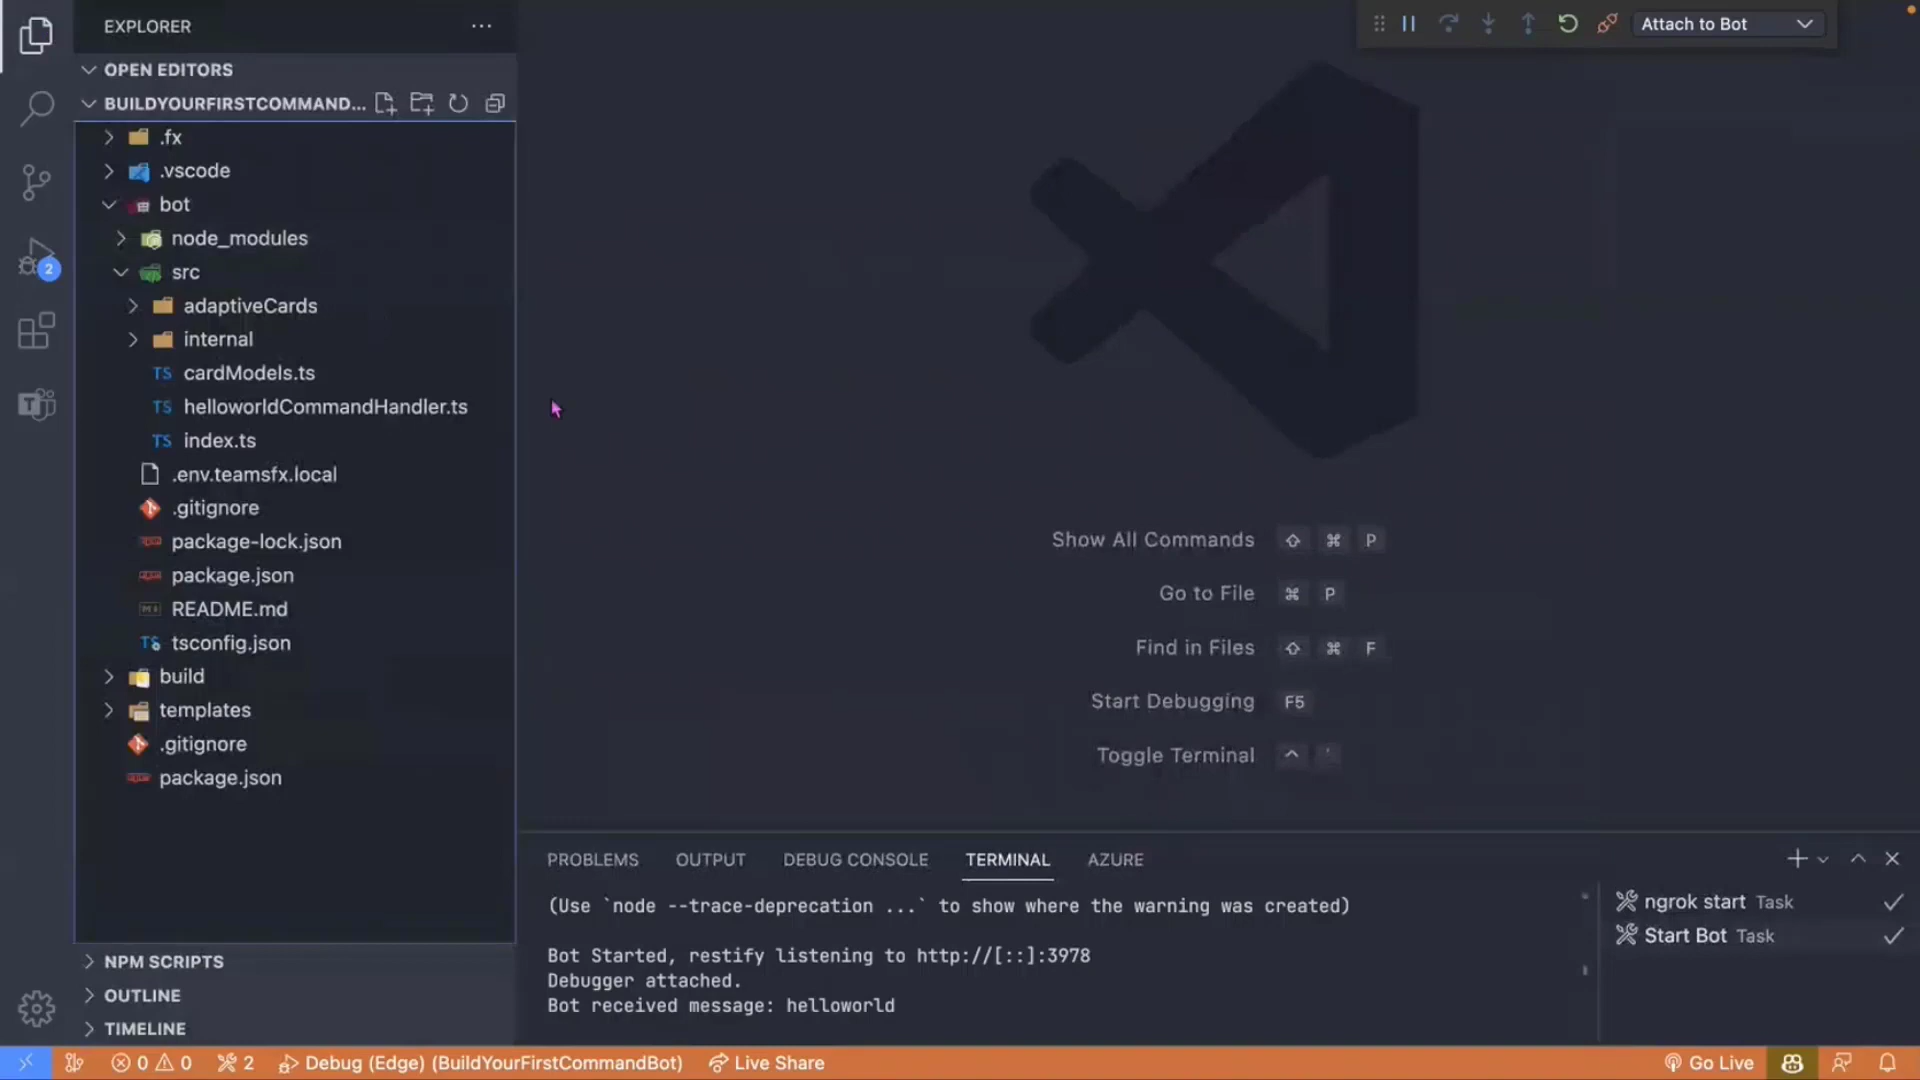 EXPLORER
Attach to Bot
OPEN EDITORS
BUILDYOURFIRSTCOMMAND...
.fx
.vscode
bot
2
node_modules
src
adaptiveCards
internal
TS cardModels.ts
TS helloworldCommandHandler.ts
TS index.ts
.env.teamsfx.local
.gitignore
package-lock.json
package.json
README.md
TS tsconfig.json
build
templates
.gitignore
package.json
Show All Commands ⇧ ⌘ P
Go to File ⌘ P
Find in Files ⇧ ⌘ F
Start Debugging F5
Toggle Terminal ^ `
PROBLEMS OUTPUT DEBUG CONSOLE TERMINAL AZURE
(Use `node --trace-deprecation ...` to show where the warning was created)
Bot Started, restify listening to http://[::]:3978
Debugger attached.
Bot received message: helloworld
ngrok start Task
Start Bot Task
NPM SCRIPTS
OUTLINE
TIMELINE
0 0 2 Debug (Edge) (BuildYourFirstCommandBot) Live Share Go Live